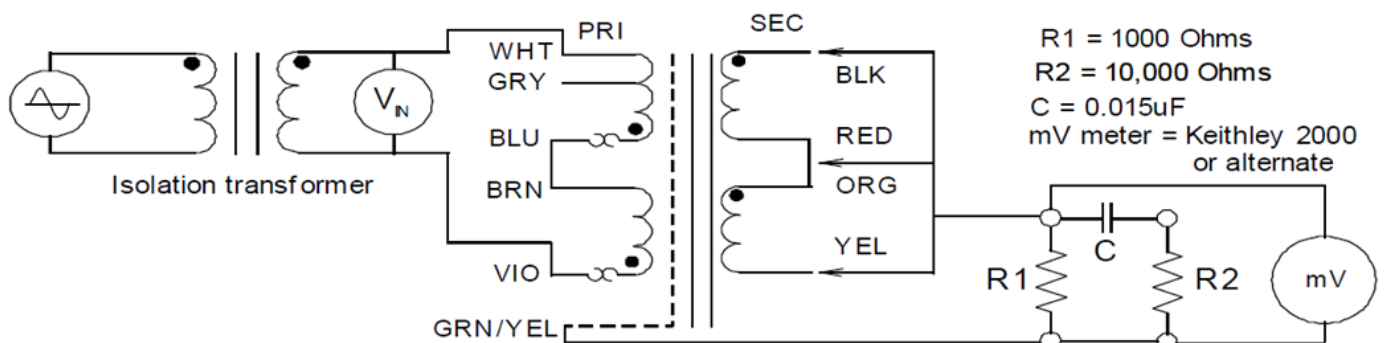 PRI
SEC
WHT
GRY
BLU
BRN
VIO
GRN/YEL
V IN
Isolation transformer
BLK
RED
ORG
YEL
R1 = 1000 Ohms
R2 = 10,000 Ohms
C = 0.015uF
mV meter = Keithley 2000
or alternate
C
R1
R2
mV